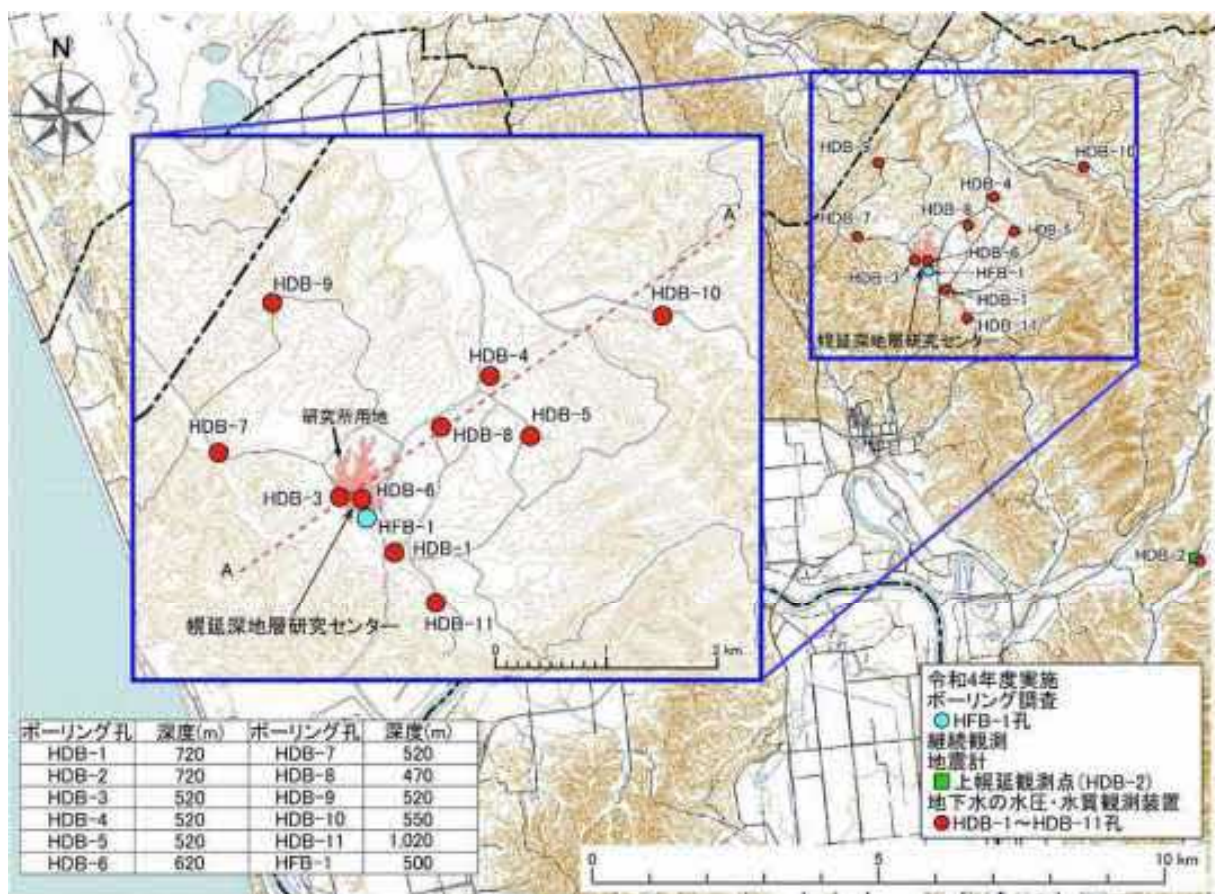 N
HDB-9
HDB-10
HDB-4
HDB-8
HDB-5
HDB-7
HDB-3
HDB-6
HFB-1
HDB-1
HDB-11
幌延深地層研究センター
A'
HDB-9
HDB-10
HDB-4
研究所用地
HDB-5
HDB-7
HDB-8
HDB-3
HDB-6
HFB-1
HDB-1
A
幌延深地層研究センター
HDB-11
0 1 2 km
HDB-2
令和4年度実施
ボーリング調査
HFB-1孔
継続観測
地震計
上幌延観測点(HDB-2)
地下水の水圧・水質観測装置
HDB-1～HDB-11孔
ボーリング孔 深度(m) ボーリング孔 深度(m)
HDB-1 720 HDB-7 520
HDB-2 720 HDB-8 470
HDB-3 520 HDB-9 520
HDB-4 520 HDB-10 550
HDB-5 520 HDB-11 1,020
HDB-6 620 HFB-1 500
0 5 10 km